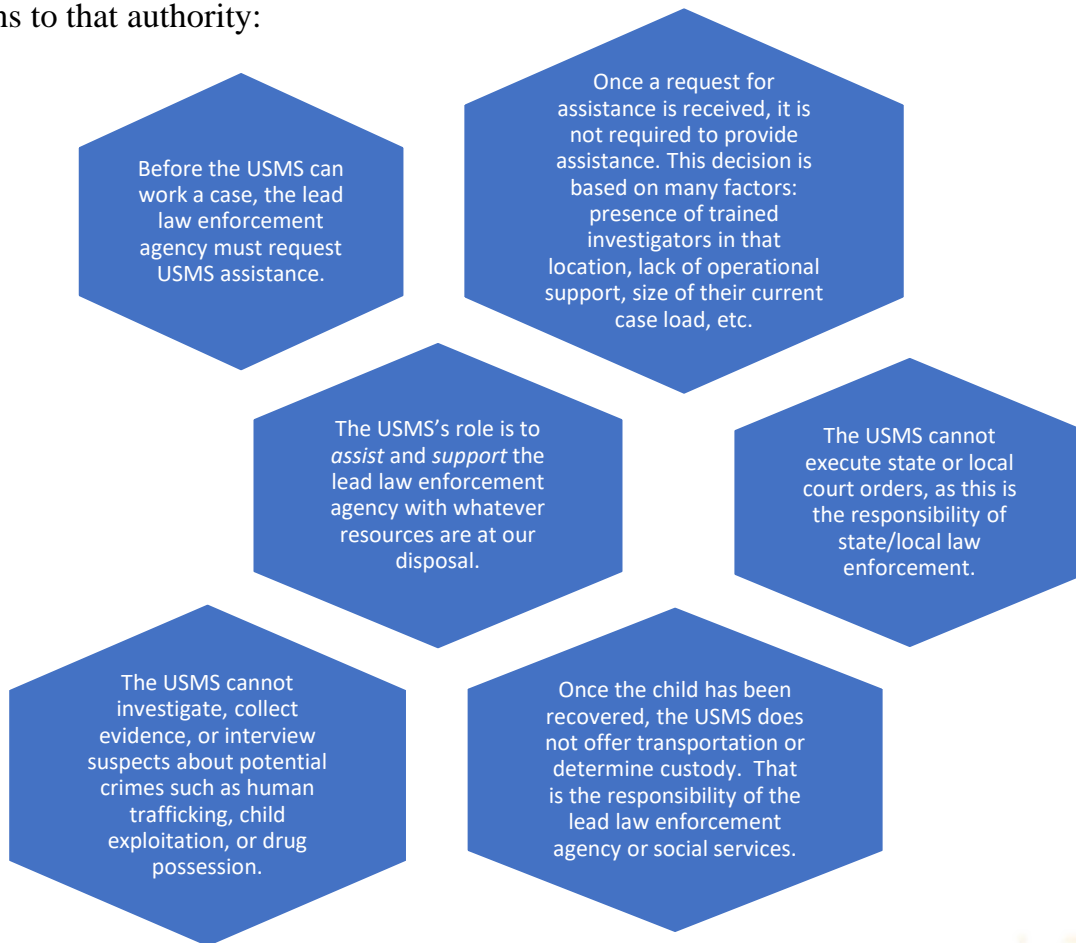 ns to that authority:
Before the USMS can
work a case, the lead
law enforcement
agency must request
USMS assistance.
Once a request for
assistance is received, it is
not required to provide
assistance. This decision is
based on many factors:
presence of trained
investigators in that
location, lack of operational
support, size of their current
case load, etc.
The USMS’s role is to
assist and support the
lead law enforcement
agency with whatever
resources are at our
disposal.
The USMS cannot
execute state or local
court orders, as this is
the responsibility of
state/local law
enforcement.
The USMS cannot
investigate, collect
evidence, or interview
suspects about potential
crimes such as human
trafficking, child
exploitation, or drug
possession.
Once the child has been
recovered, the USMS does
not offer transportation or
determine custody.  That
is the responsibility of the
lead law enforcement
agency or social services.